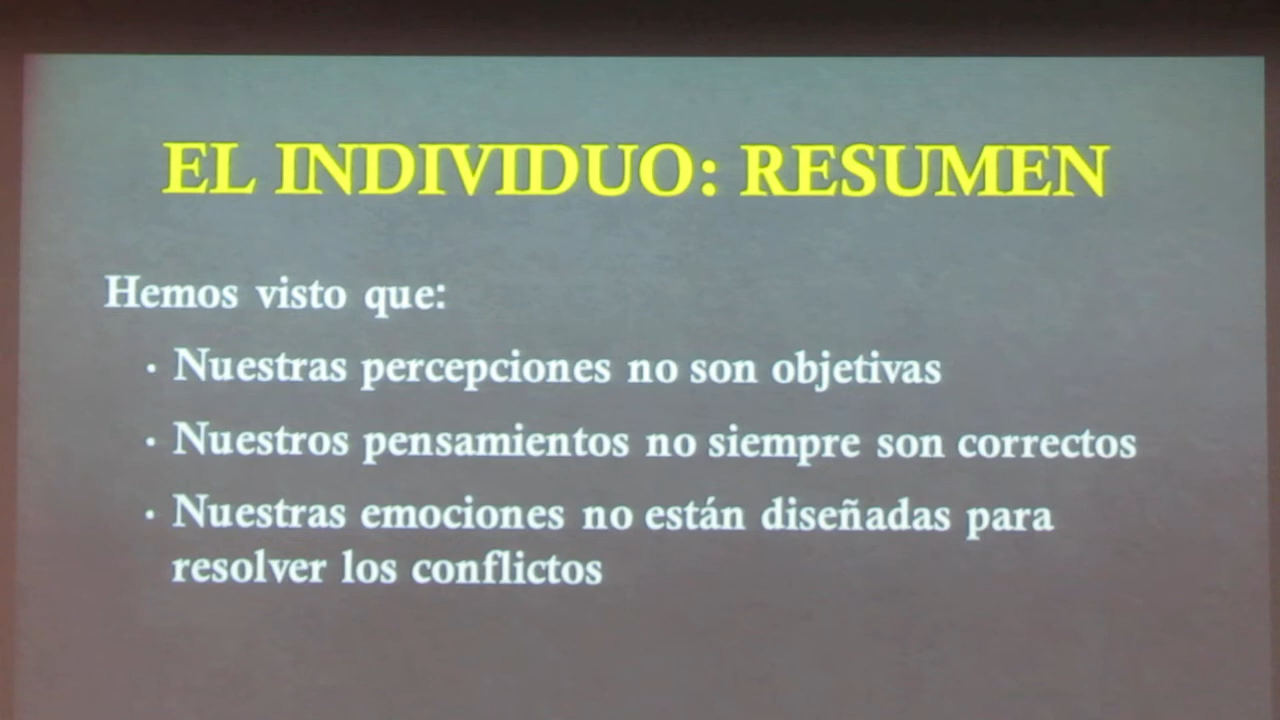 EL INDIVIDUO: RESUMEN
Hemos visto que:
· Nuestras percepciones no son objetivas
· Nuestros pensamientos no siempre son correctos
· Nuestras emociones no están diseñadas para
resolver los conflictos